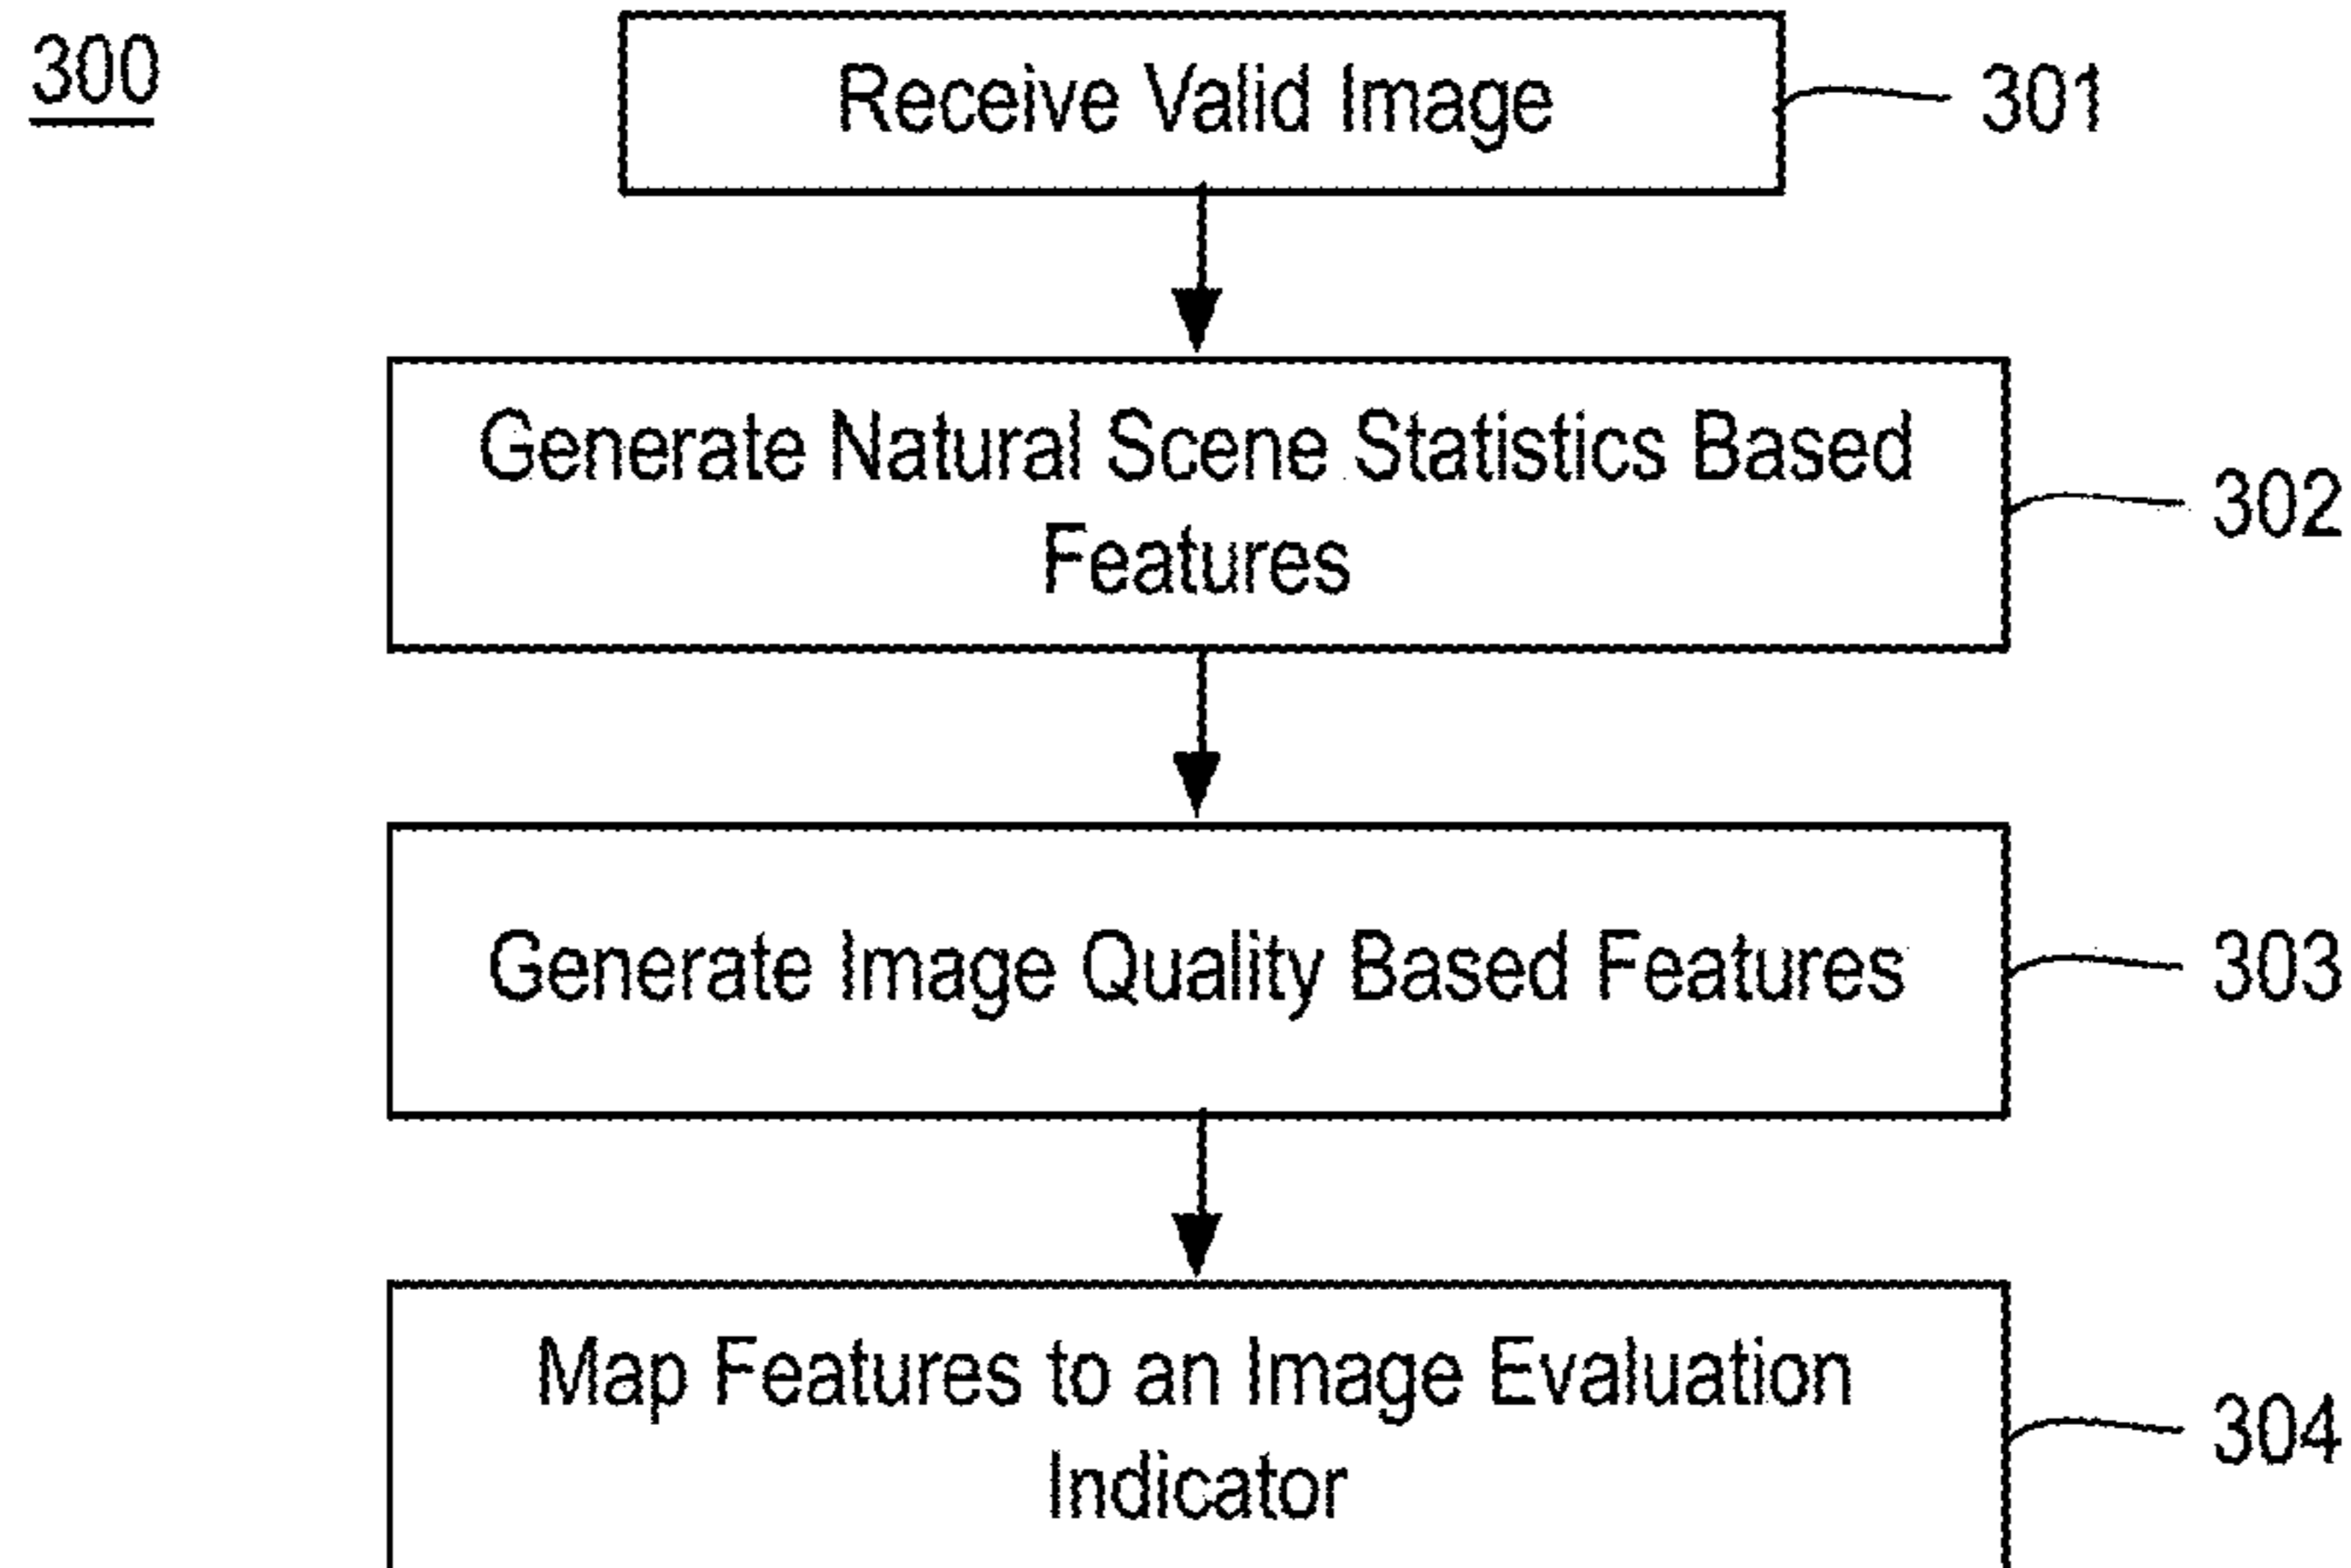 300
Receive Valid Image
301
Generate Natural Scene Statistics Based
Features
302
Generate Image Quality Based Features
303
Map Features to an Image Evaluation
Indicator
304